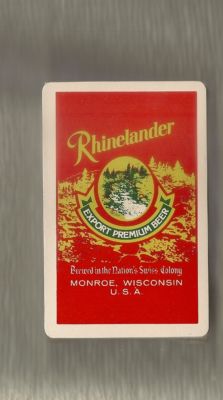 Rhinelander
EXPORT PREMIUM BEER
Brewed in the Nation's Swiss Colony
MONROE, WISCONSIN
U.S.A.